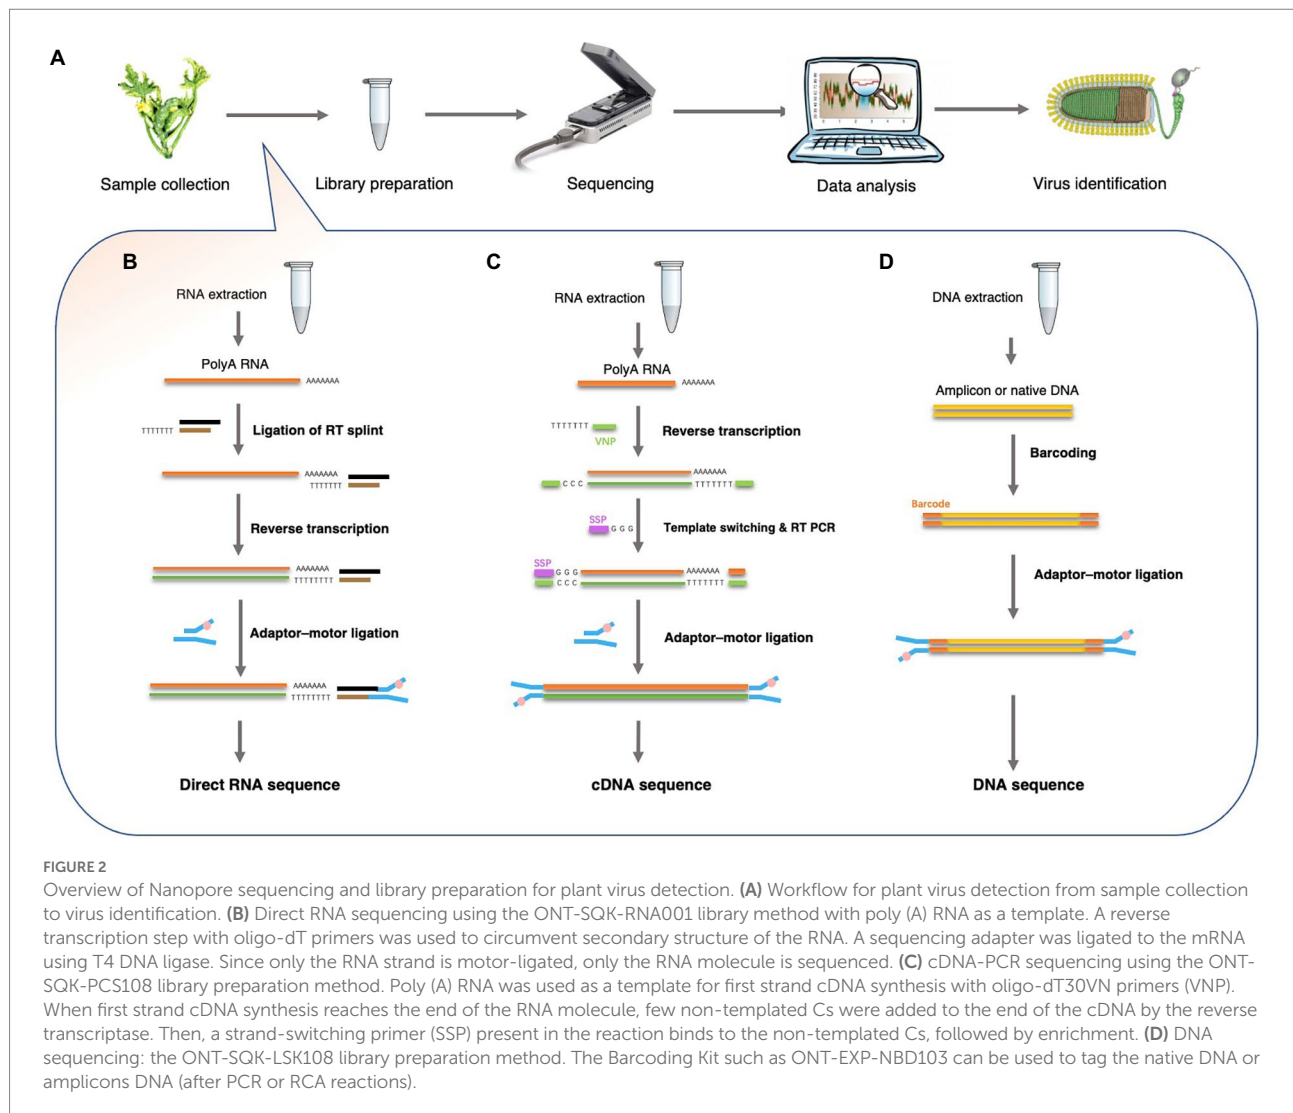 A
Sample collection
Library preparation
Sequencing
Data analysis
Virus identification
B
RNA extraction
PolyA RNA
AAAAAAA
TTTTTTT
Ligation of RT splint
AAAAAAA
TTTTTTT
Reverse transcription
AAAAAAA
TTTTTTTT
Adaptor–motor ligation
AAAAAAA
TTTTTTTT
Direct RNA sequence
C
RNA extraction
PolyA RNA
AAAAAAA
TTTTTTT
VNP
Reverse transcription
AAAAAAA
CCC
TTTTTTT
SSP
GGG
Template switching & RT PCR
SSP
GGG
AAAAAAA
CCC
TTTTTTT
Adaptor–motor ligation
cDNA sequence
D
DNA extraction
Amplicon or native DNA
Barcoding
Barcode
Adaptor–motor ligation
DNA sequence
FIGURE 2
Overview of Nanopore sequencing and library preparation for plant virus detection. (A) Workflow for plant virus detection from sample collection
to virus identification. (B) Direct RNA sequencing using the ONT-SQK-RNA001 library method with poly (A) RNA as a template. A reverse
transcription step with oligo-dT primers was used to circumvent secondary structure of the RNA. A sequencing adapter was ligated to the mRNA
using T4 DNA ligase. Since only the RNA strand is motor-ligated, only the RNA molecule is sequenced. (C) cDNA-PCR sequencing using the ONT-
SQK-PCS108 library preparation method. Poly (A) RNA was used as a template for first strand cDNA synthesis with oligo-dT30VN primers (VNP).
When first strand cDNA synthesis reaches the end of the RNA molecule, few non-templated Cs were added to the end of the cDNA by the reverse
transcriptase. Then, a strand-switching primer (SSP) present in the reaction binds to the non-templated Cs, followed by enrichment. (D) DNA
sequencing: the ONT-SQK-LSK108 library preparation method. The Barcoding Kit such as ONT-EXP-NBD103 can be used to tag the native DNA or
amplicons DNA (after PCR or RCA reactions).